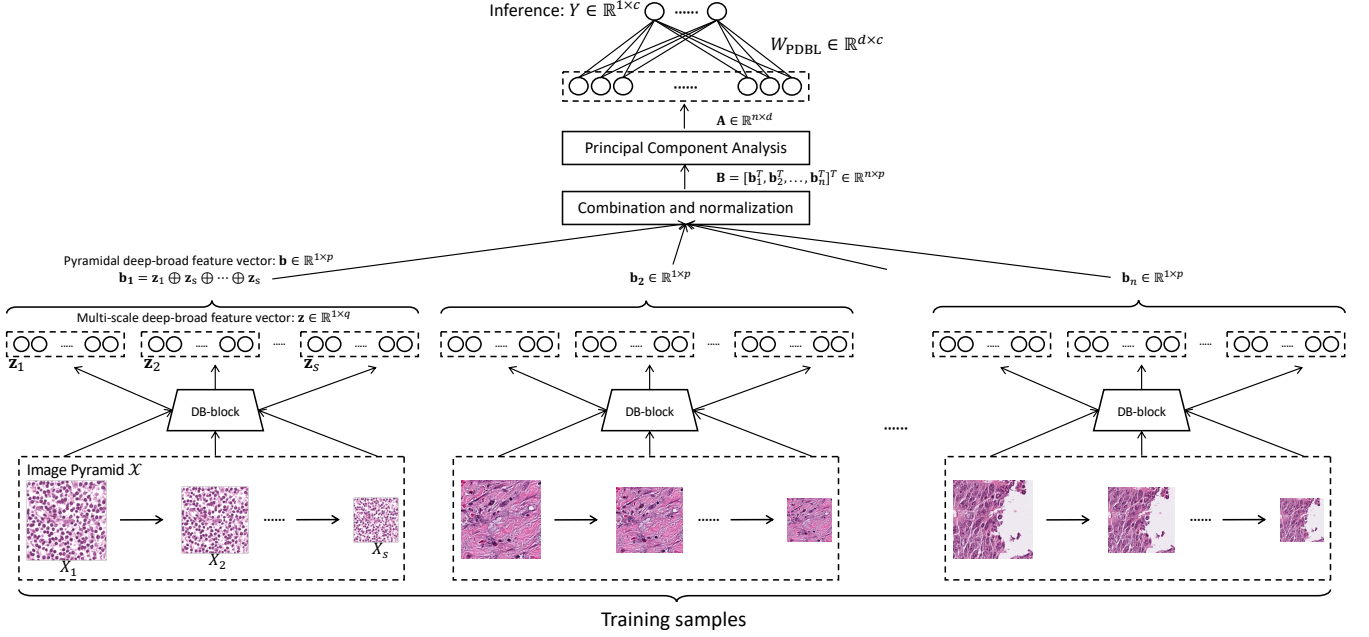 Inference: Y ∈ ℝ^{1×c}
......
W_{PDBL} ∈ ℝ^{d×c}
......
A ∈ ℝ^{n×d}
Principal Component Analysis
B = [b_1^T, b_2^T, ..., b_n^T]^T ∈ ℝ^{n×p}
Combination and normalization
Pyramidal deep-broad feature vector: b ∈ ℝ^{1×p}
b_1 = z_1 ⊕ z_s ⊕ ⋯ ⊕ z_s
b_2 ∈ ℝ^{1×p}
b_n ∈ ℝ^{1×p}
Multi-scale deep-broad feature vector: z ∈ ℝ^{1×q}
..... ..... ..... ..... .....
..... ..... ..... ..... .....
..... ..... ..... ..... .....
z_1 z_2 z_s
DB-block
DB-block
DB-block
......
Image Pyramid 𝒳
......
......
......
X_1 X_2 X_s
Training samples